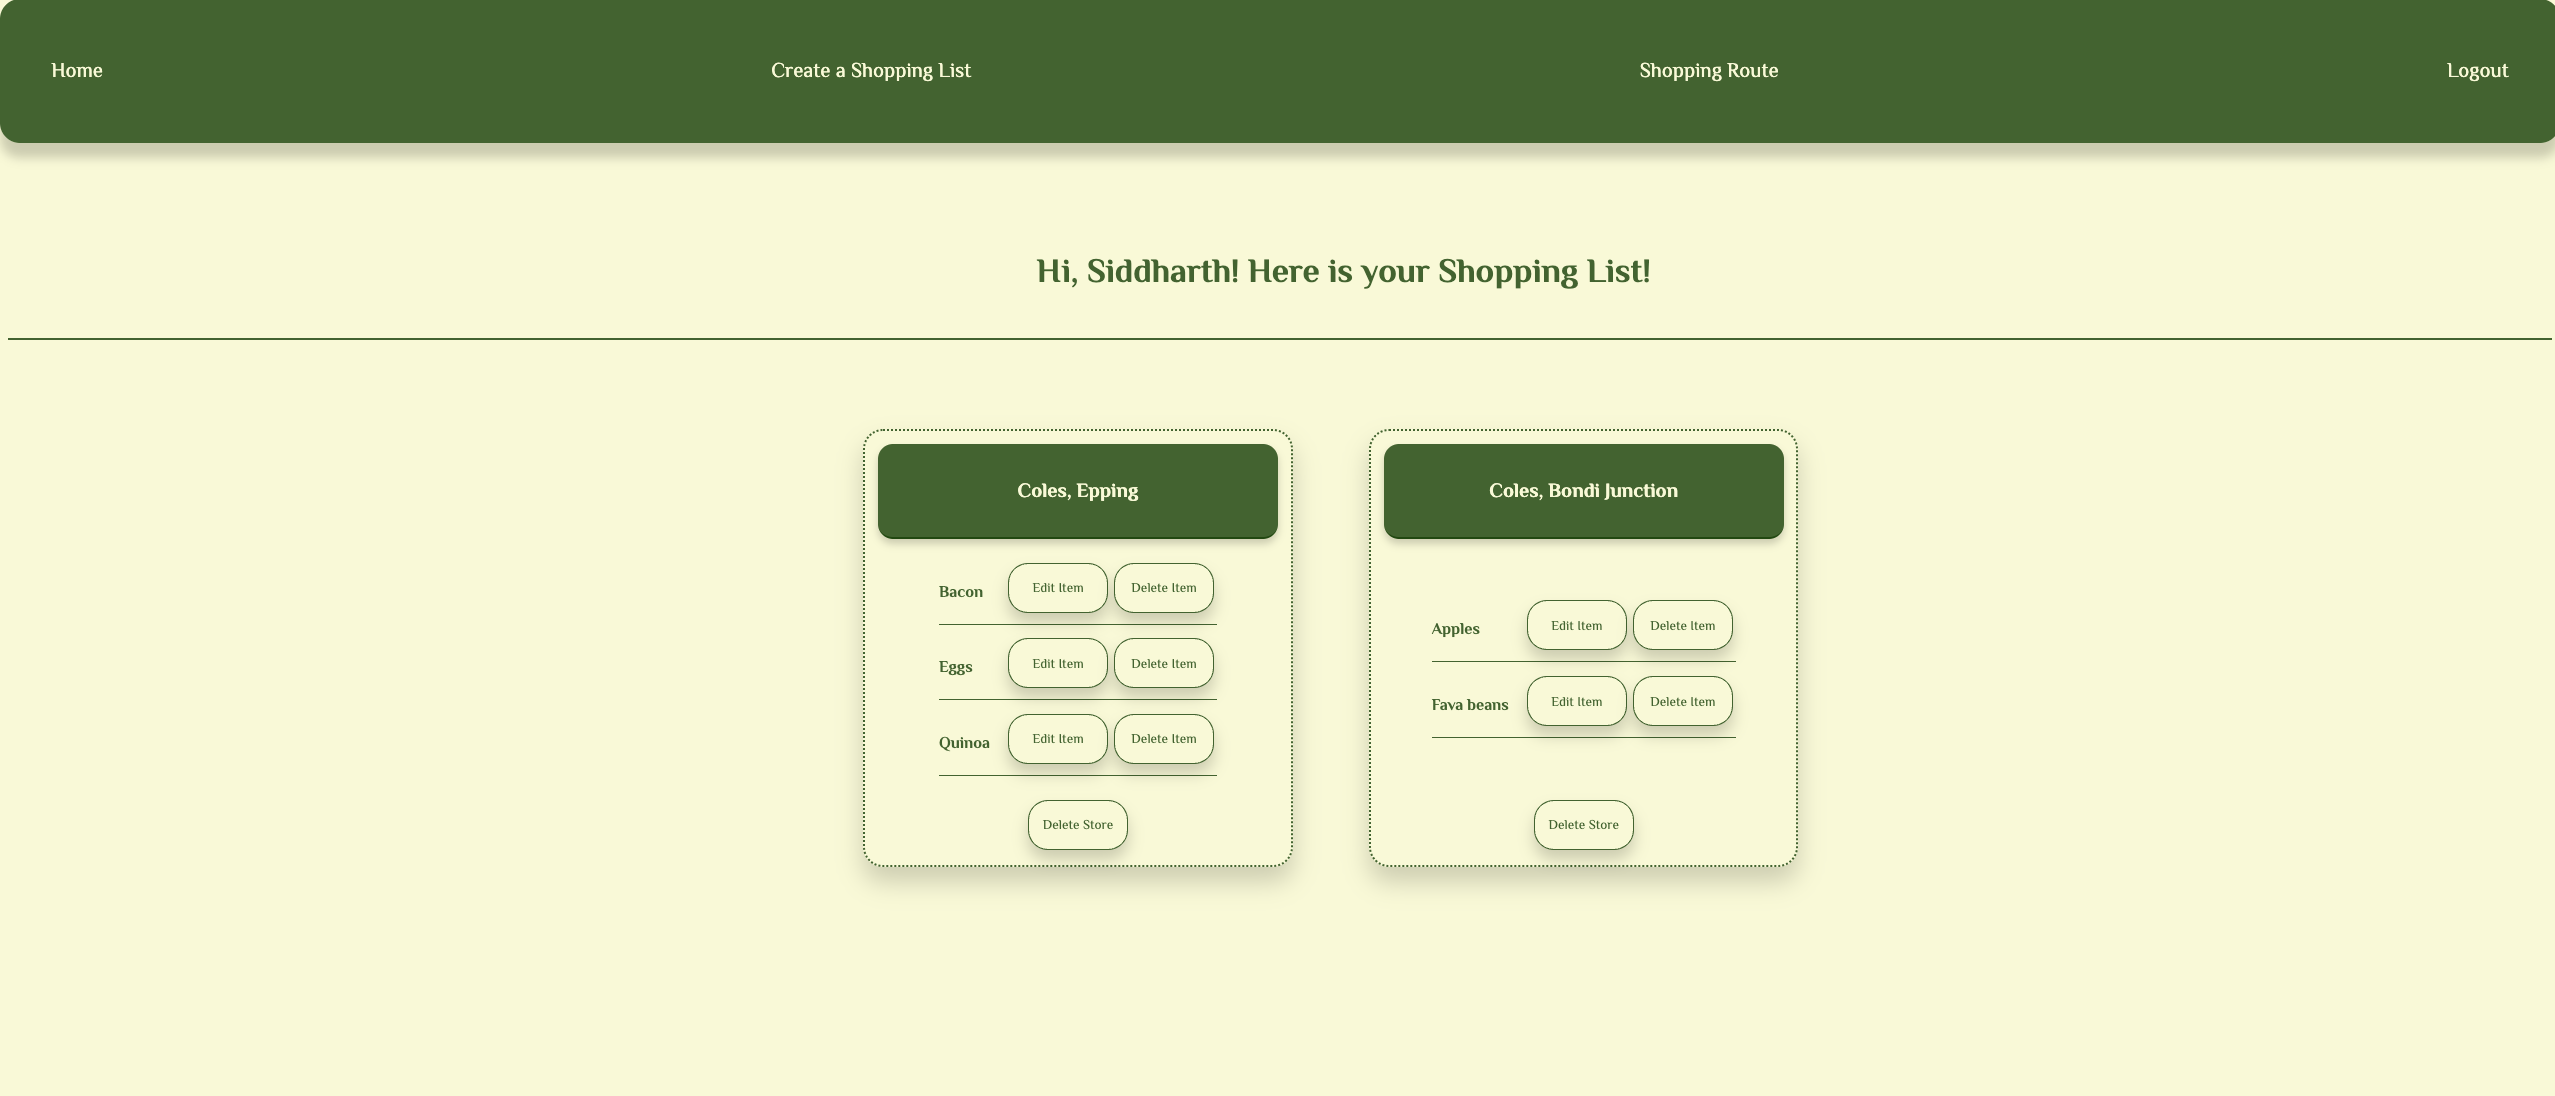 Home
Create a Shopping List
Shopping Route
Logout
Hi, Siddharth! Here is your Shopping List!
Coles, Epping
Bacon Edit Item Delete Item
Eggs Edit Item Delete Item
Quinoa Edit Item Delete Item
Delete Store
Coles, Bondi Junction
Apples Edit Item Delete Item
Fava beans Edit Item Delete Item
Delete Store